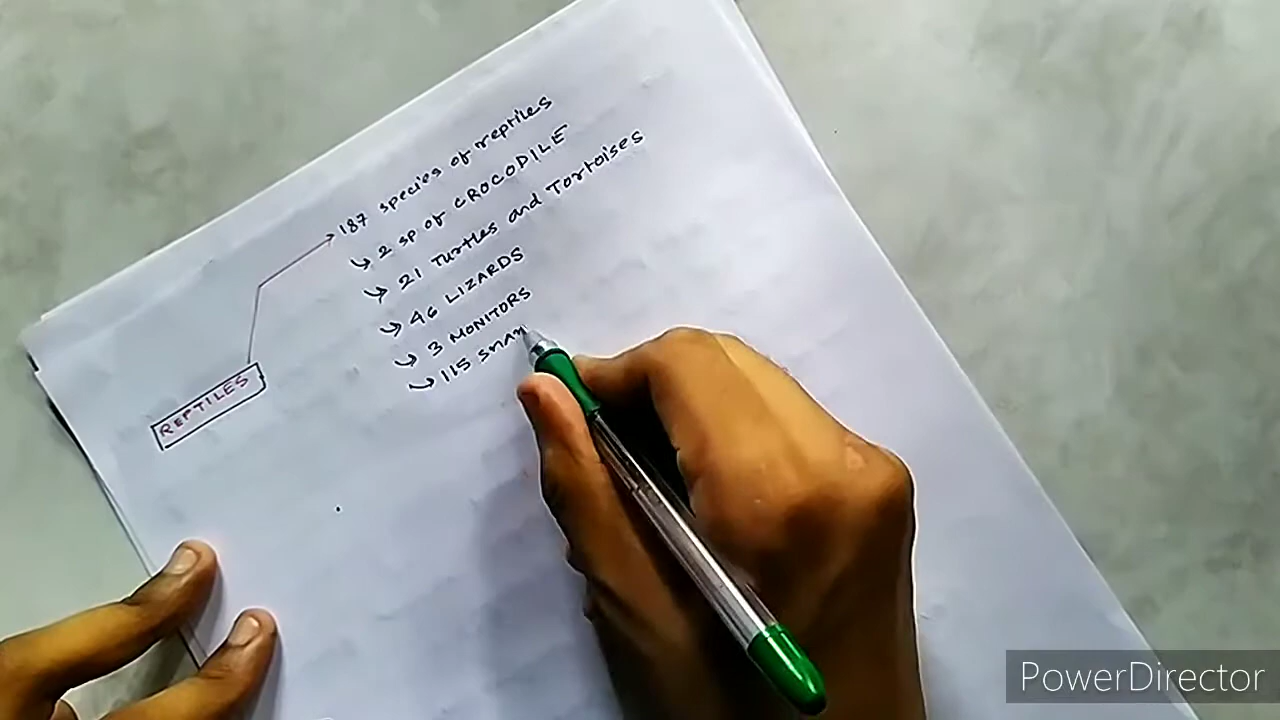 187 species of reptiles
2 sp of CROCODILE
21 Turtles and Tortoises
46 LIZARDS
3 MONITORS
115 snak
REPTILES
PowerDirector